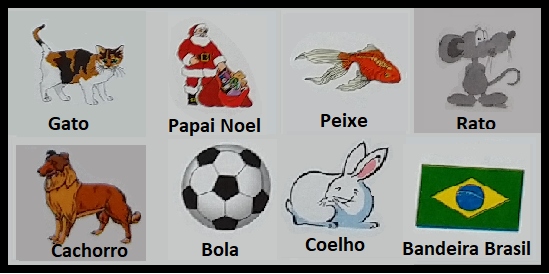 Gato
Papai Noel
Peixe
Rato
Cachorro
Bola
Coelho
Bandeira Brasil